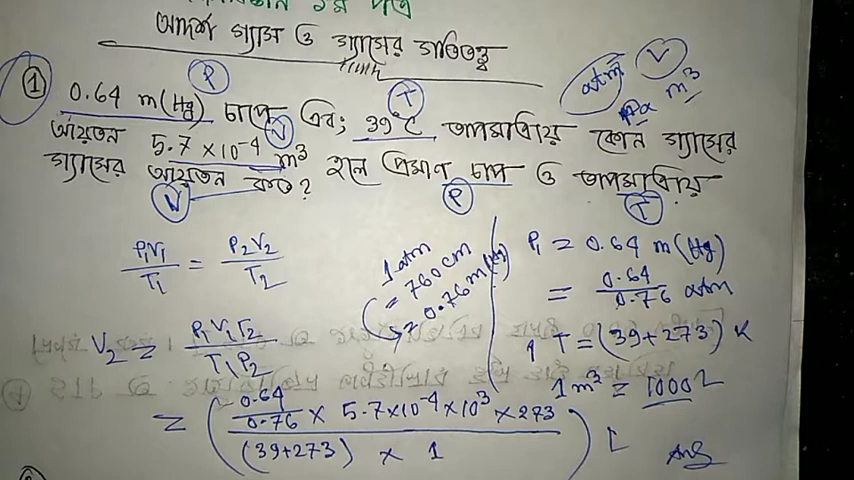 ১ম পত্র
আদর্শ গ্যাস ও গ্যাসের গতিতত্ত্ব
P T atm V
Pa m³
1 0.64 m(Hg) চাপে এবং 39°C তাপমাত্রায় কোন গ্যাসের
আয়তন 5.7 × 10⁻⁴ m³ হলে প্রমাণ চাপ ও তাপমাত্রায়
গ্যাসের আয়তন কত?
V V P T
P₁V₁/T₁ = P₂V₂/T₂
1 atm
= 760 cm
= 0.76 m(Hg)
P₁ = 0.64 m(Hg)
= 0.64/0.76 atm
T₁ = (39+273) K
1 m³ = 1000 L
V₂ = P₁V₁T₂/T₁P₂
= (0.64/0.76 × 5.7×10⁻⁴×10³ × 273 / (39+273) × 1) L Ans